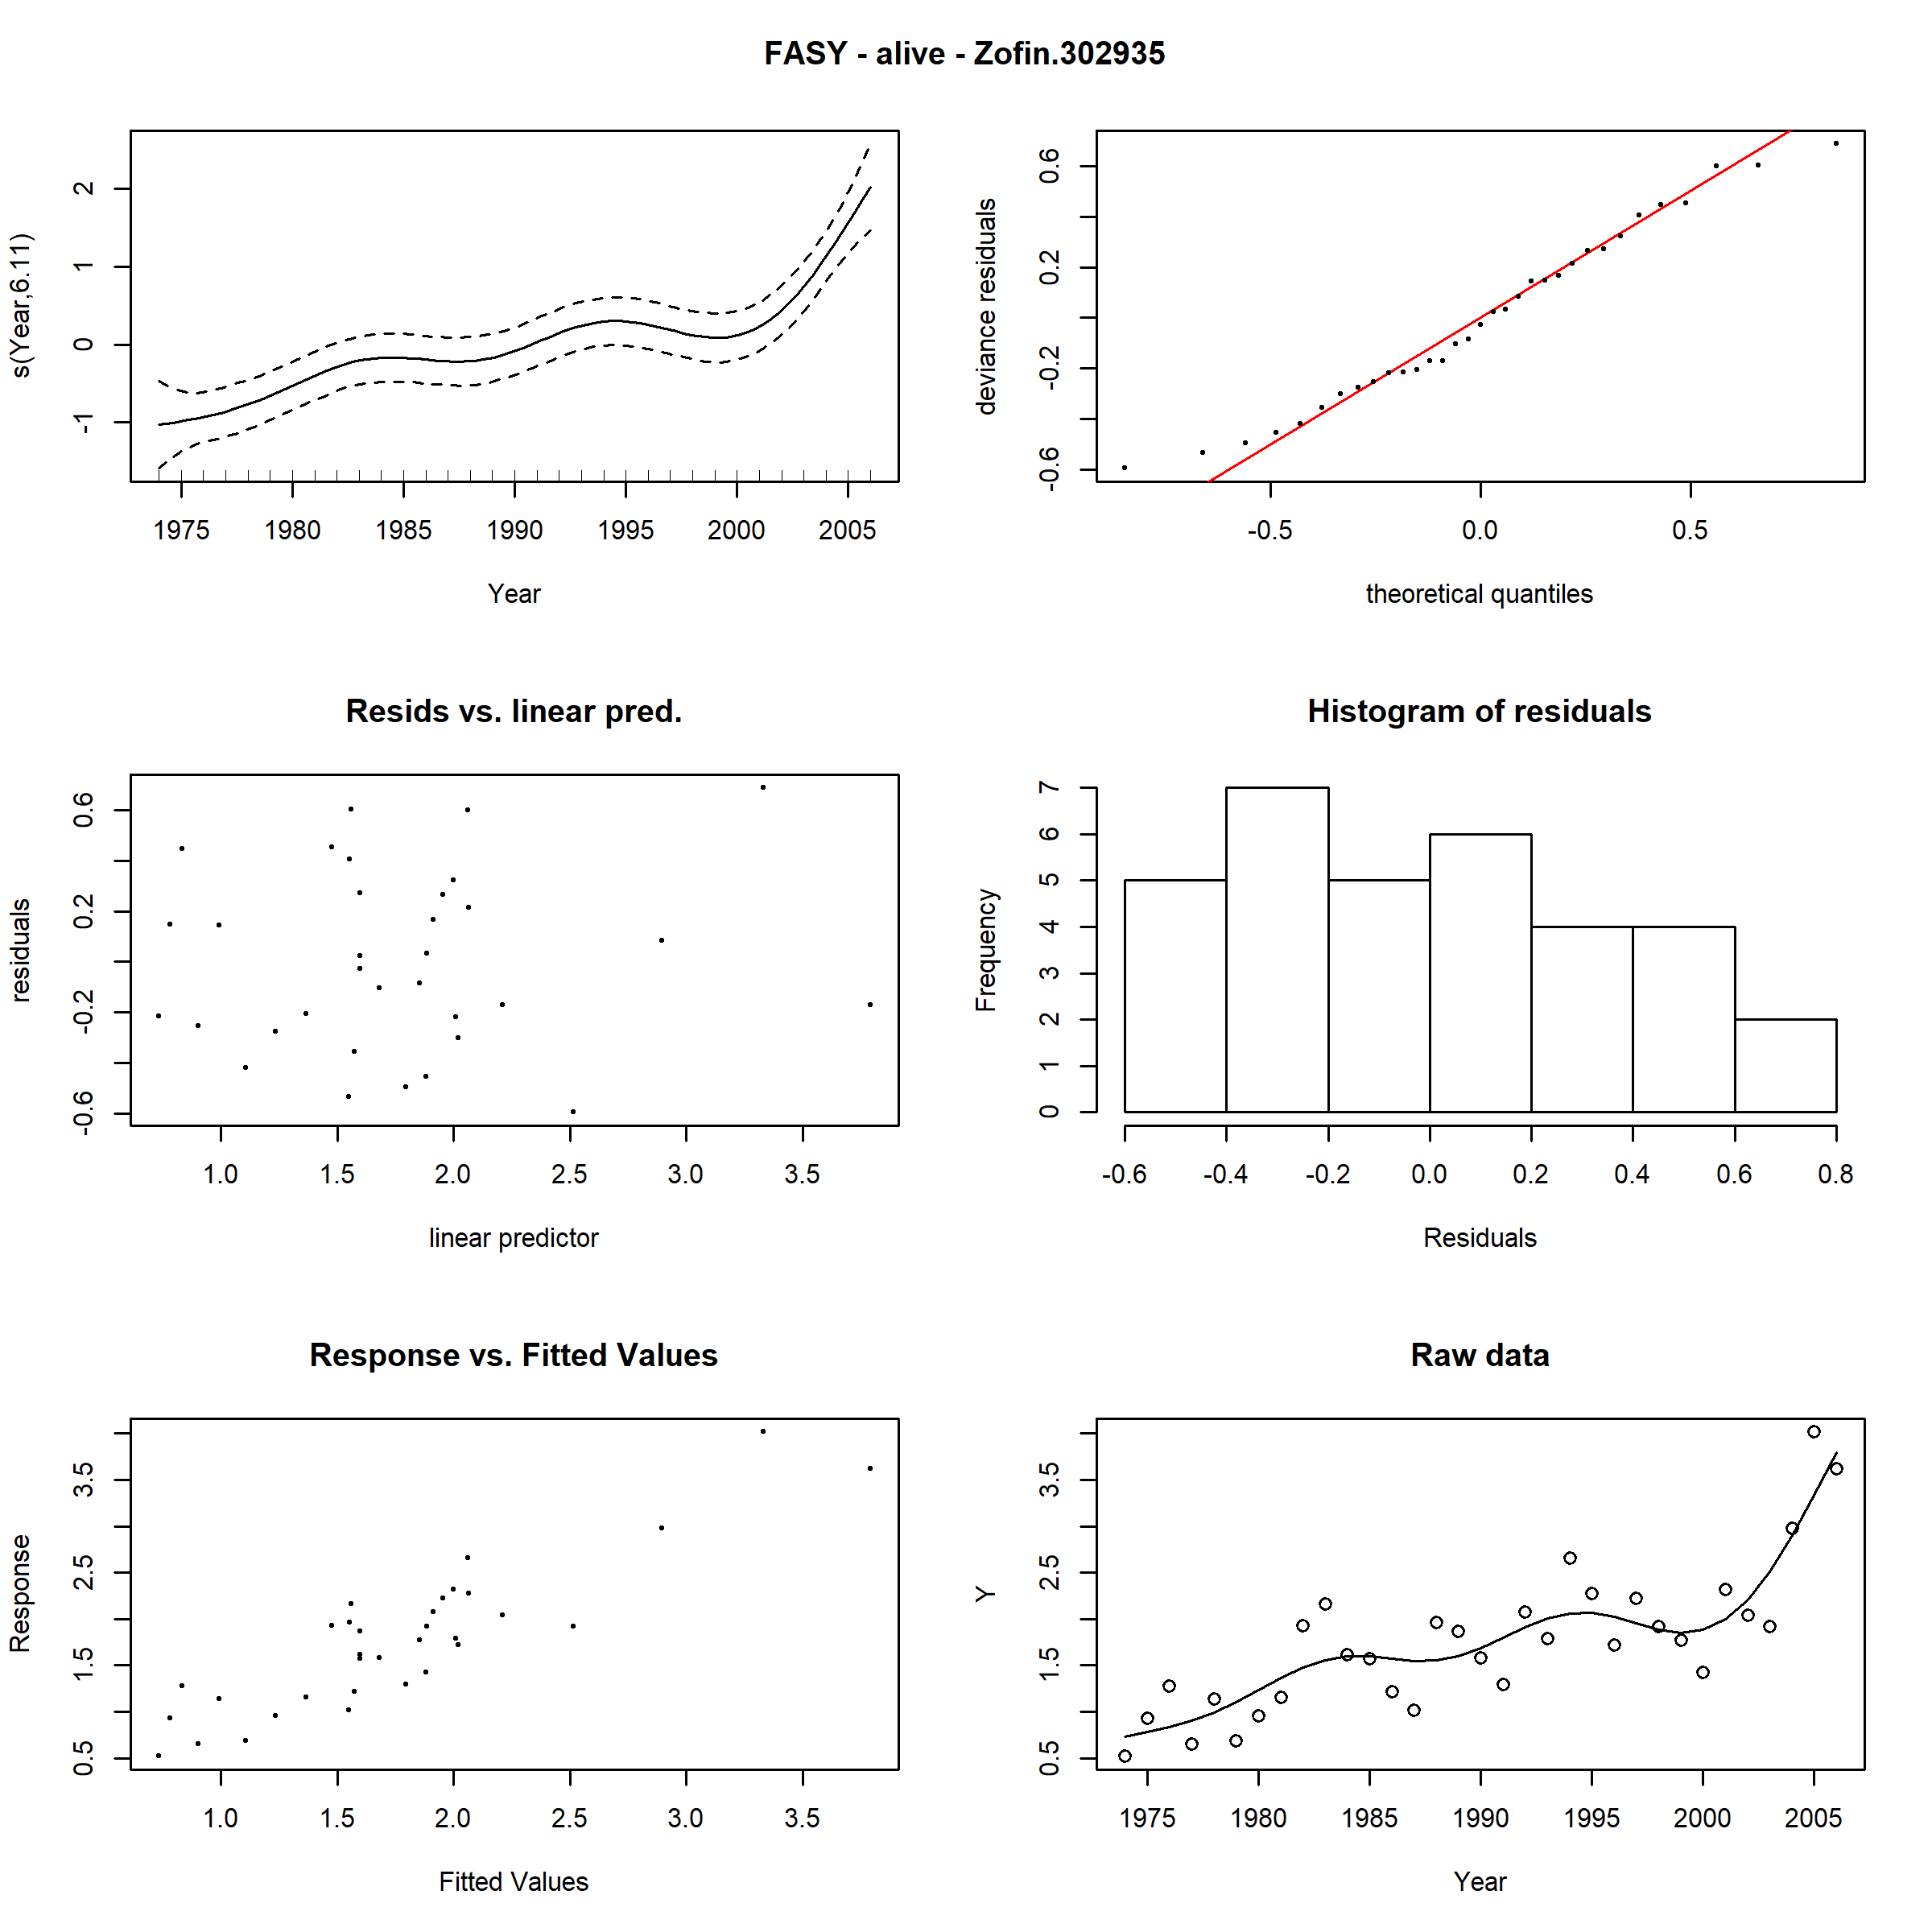 FASY - alive - Zofin.302935
s(Year,6.11)
2
1
0
-1
1975 1980 1985 1990 1995 2000 2005
Year
deviance residuals
0.6
0.2
-0.2
-0.6
-0.5 0.0 0.5
theoretical quantiles
Resids vs. linear pred.
residuals
0.6
0.2
-0.2
-0.6
1.0 1.5 2.0 2.5 3.0 3.5
linear predictor
Histogram of residuals
Frequency
7
6
5
4
3
2
1
0
-0.6 -0.4 -0.2 0.0 0.2 0.4 0.6 0.8
Residuals
Response vs. Fitted Values
Response
3.5
2.5
1.5
0.5
1.0 1.5 2.0 2.5 3.0 3.5
Fitted Values
Raw data
Y
3.5
2.5
1.5
0.5
1975 1980 1985 1990 1995 2000 2005
Year